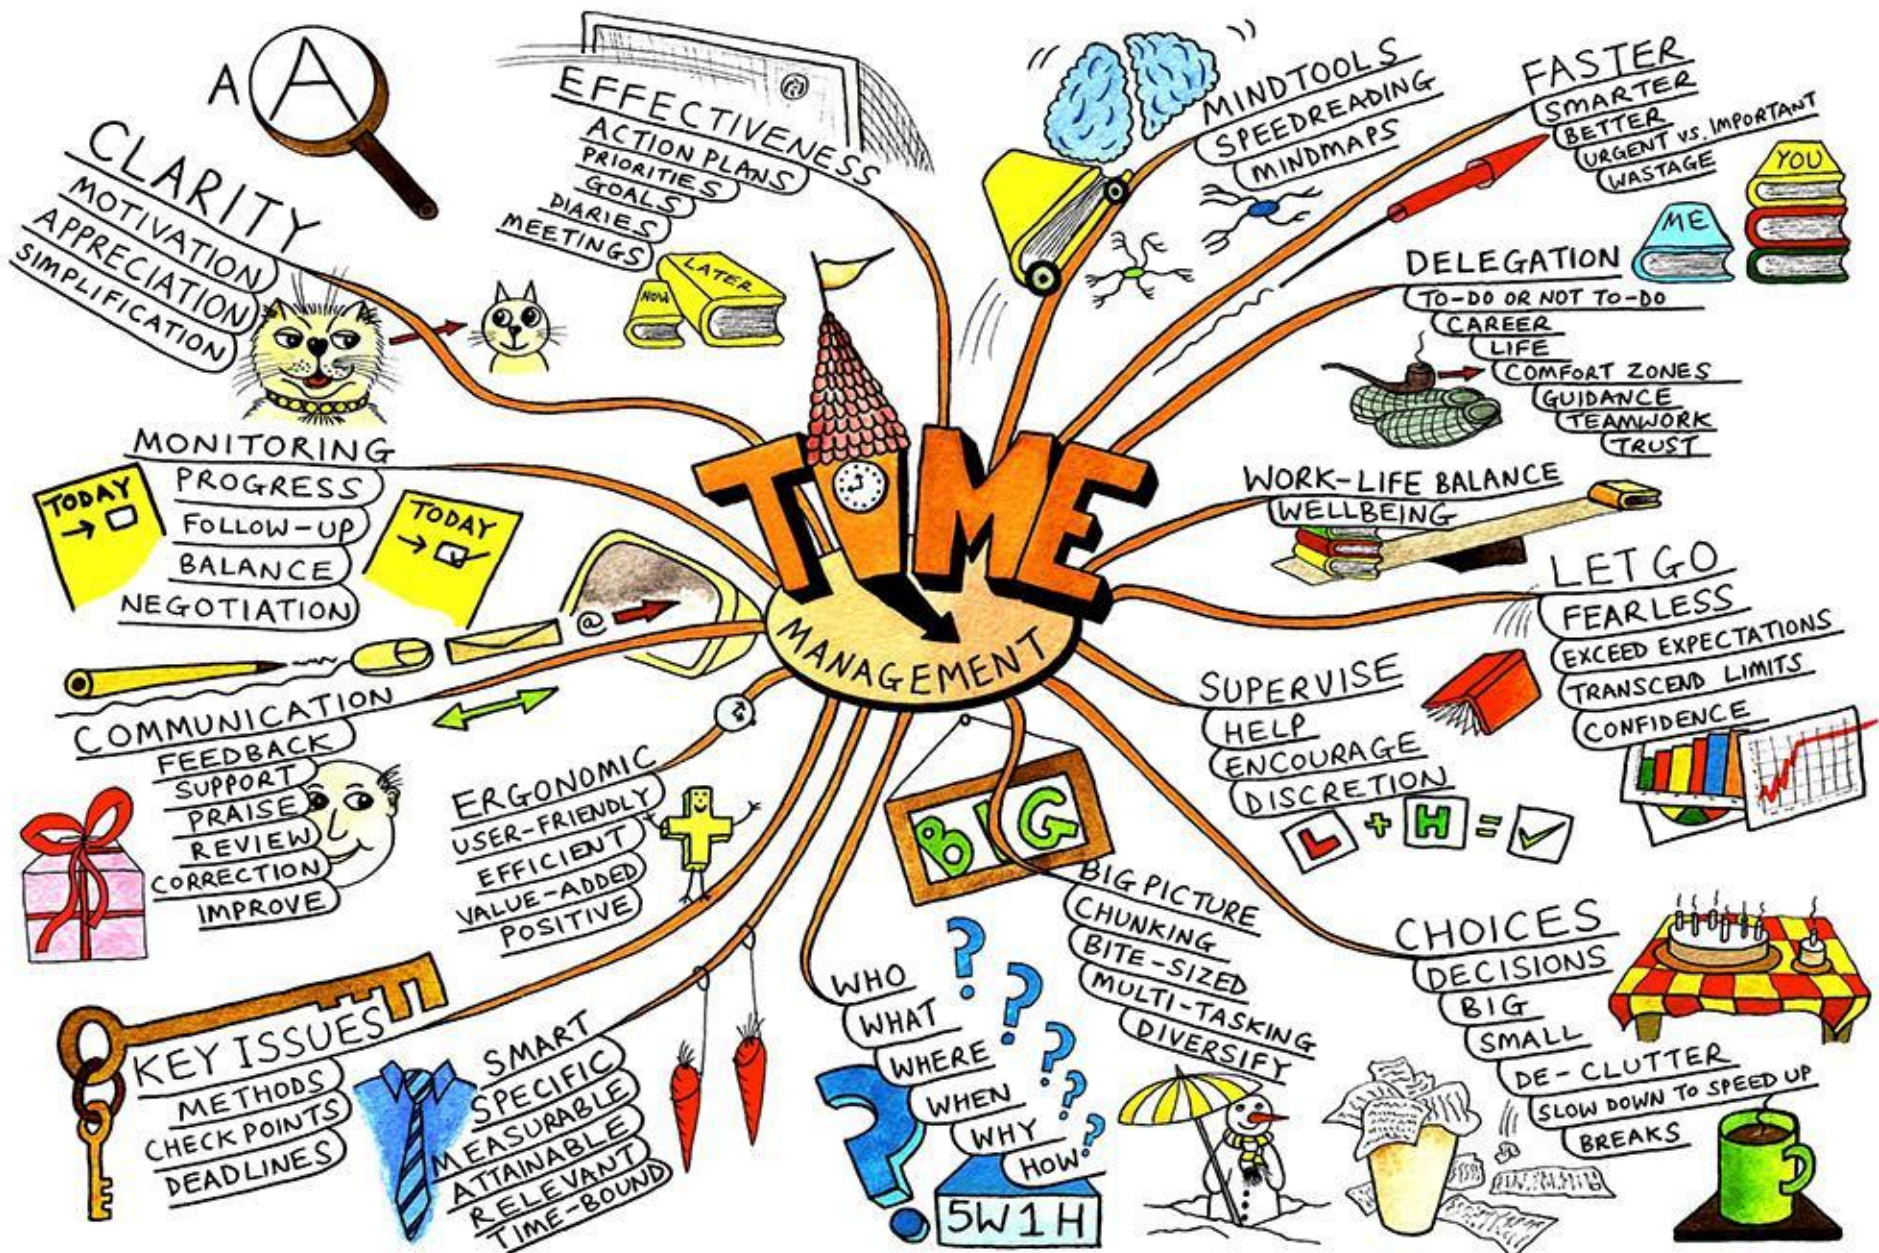 TIME
MANAGEMENT
A A
CLARITY
MOTIVATION
APPRECIATION
SIMPLIFICATION
EFFECTIVENESS
ACTION PLANS
PRIORITIES
GOALS
DIARIES
MEETINGS
NOW
LATER
MINDTOOLS
SPEEDREADING
MINDMAPS
FASTER
SMARTER
BETTER
URGENT VS. IMPORTANT
WASTAGE
YOU
ME
DELEGATION
TO-DO OR NOT TO-DO
CAREER
LIFE
COMFORT ZONES
GUIDANCE
TEAMWORK
TRUST
WORK-LIFE BALANCE
WELLBEING
LET GO
FEARLESS
EXCEED EXPECTATIONS
TRANSCEND LIMITS
CONFIDENCE
SUPERVISE
HELP
ENCOURAGE
DISCRETION
L + H =
CHOICES
DECISIONS
BIG
SMALL
DE-CLUTTER
SLOW DOWN TO SPEED UP
BREAKS
BIG
BIG PICTURE
CHUNKING
BITE-SIZED
MULTI-TASKING
DIVERSIFY
WHO
WHAT
WHERE
WHEN
WHY
HOW
? ? ? ? ? ?
5W1H
SMART
SPECIFIC
MEASURABLE
ATTAINABLE
RELEVANT
TIME-BOUND
KEY ISSUES
METHODS
CHECK POINTS
DEADLINES
ERGONOMIC
USER-FRIENDLY
EFFICIENT
VALUE-ADDED
POSITIVE
COMMUNICATION
FEEDBACK
SUPPORT
PRAISE
REVIEW
CORRECTION
IMPROVE
@
MONITORING
PROGRESS
FOLLOW-UP
BALANCE
NEGOTIATION
TODAY
TODAY